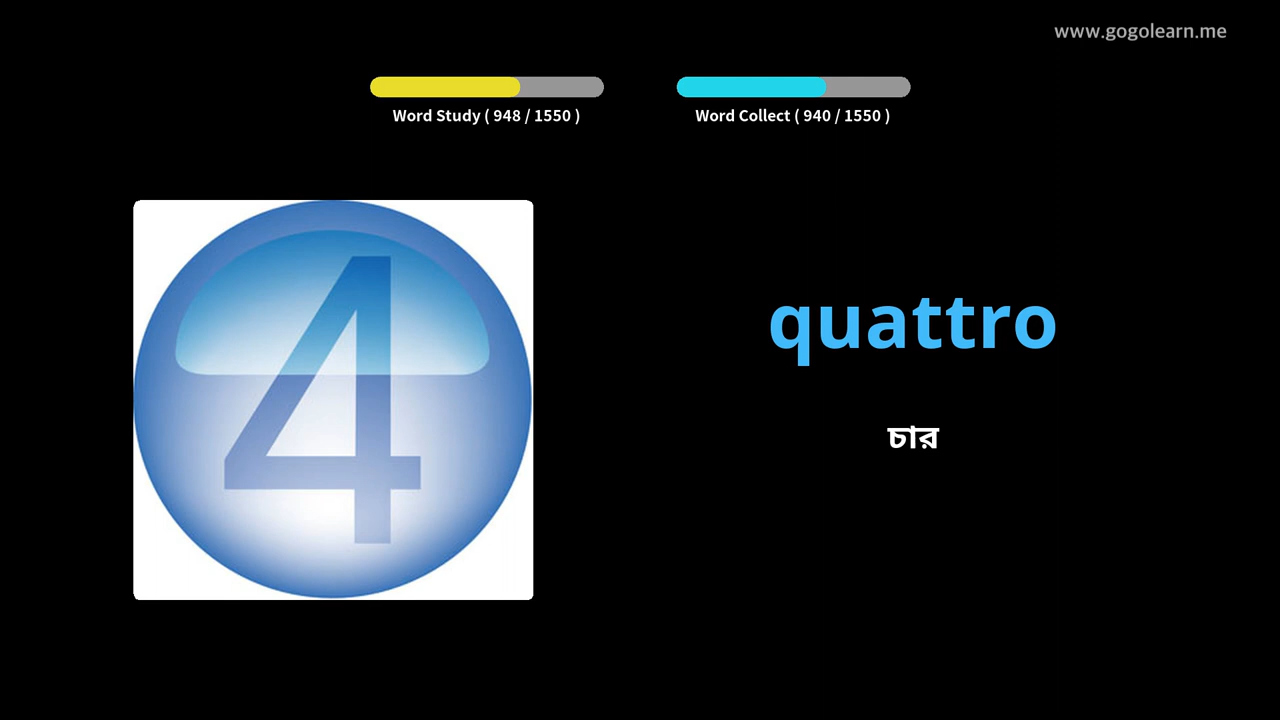 www.gogolearn.me
Word Study ( 948 / 1550 )
Word Collect ( 940 / 1550 )
4
quattro
চার